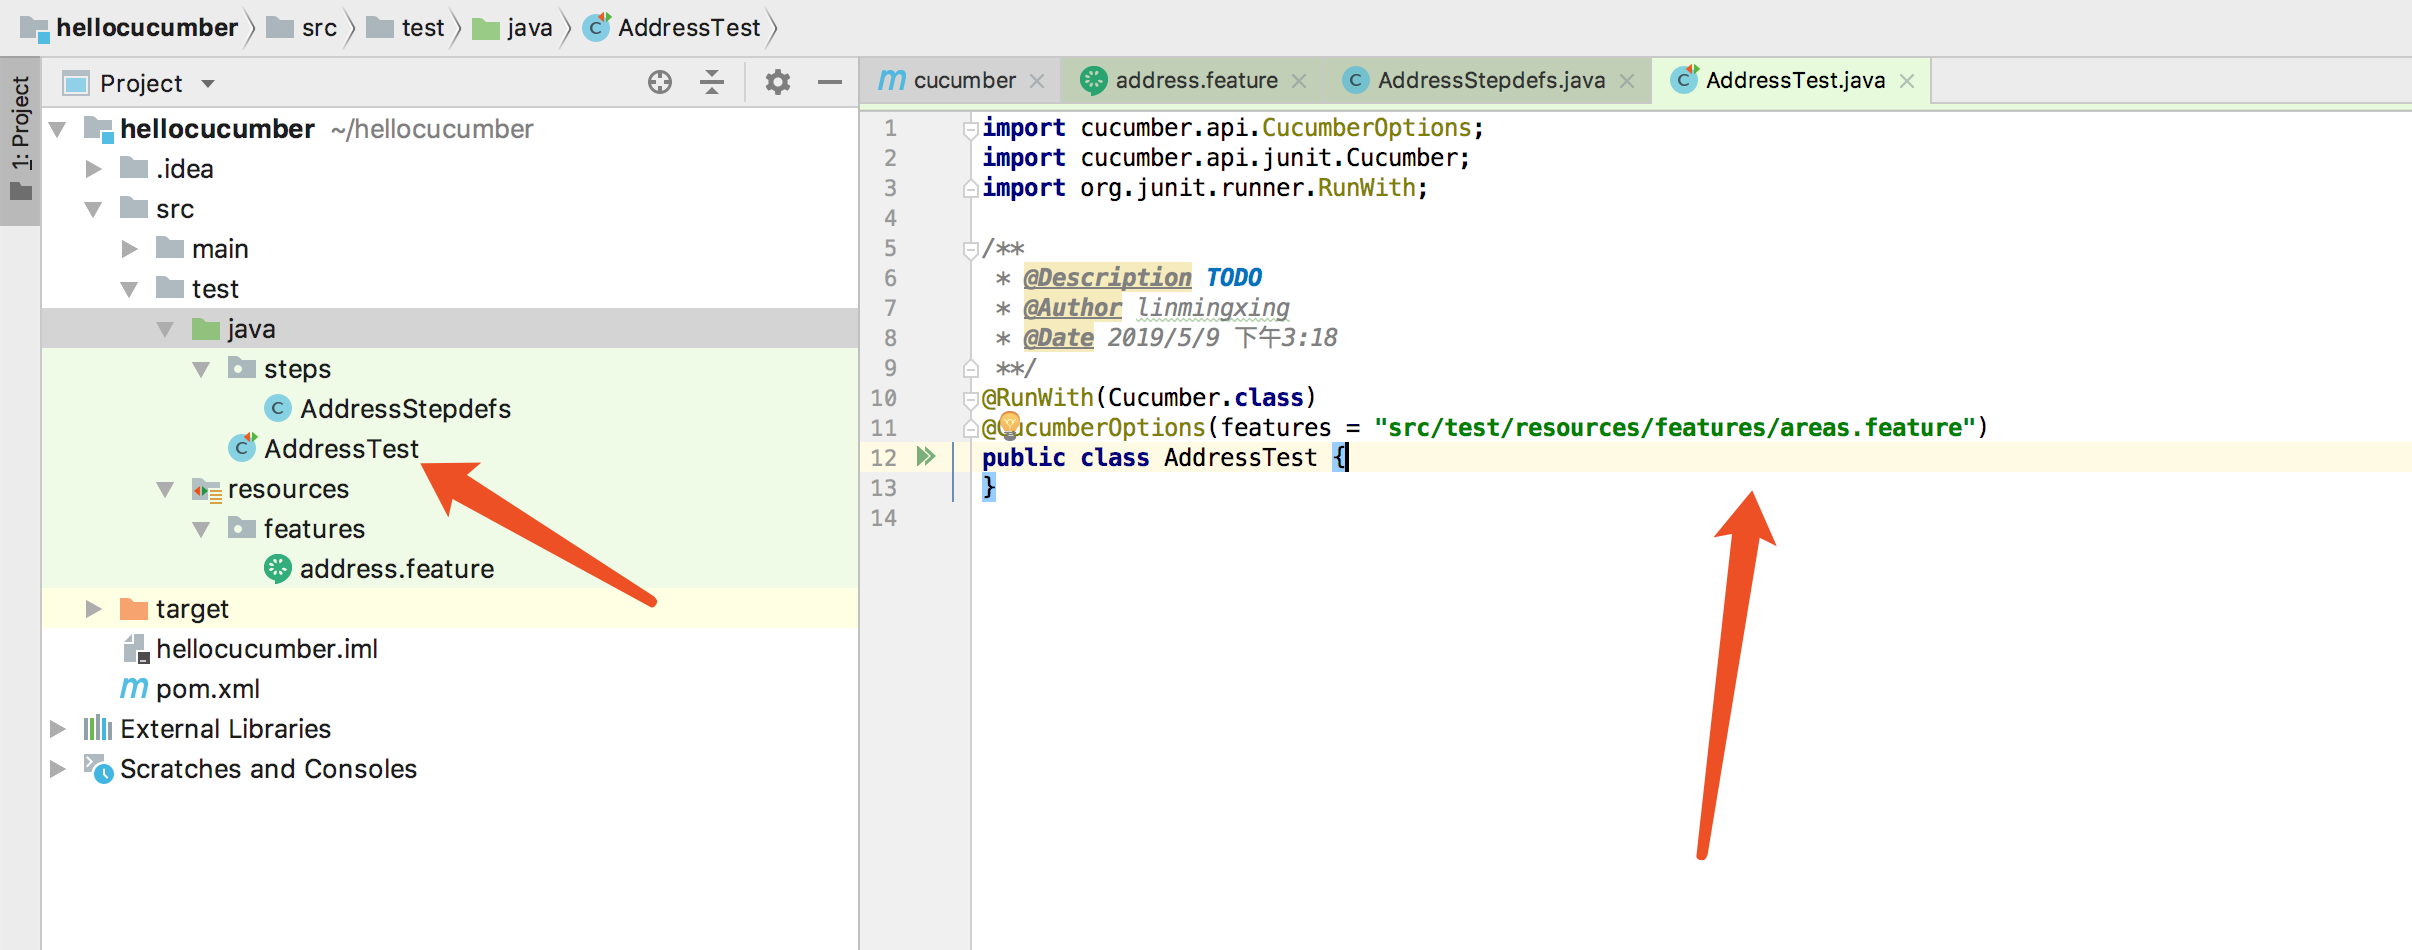 hellocucumber src test java AddressTest
1: Project
Project
hellocucumber ~/hellocucumber
.idea
src
main
test
java
steps
AddressStepdefs
AddressTest
resources
features
address.feature
target
hellocucumber.iml
pom.xml
External Libraries
Scratches and Consoles
cucumber address.feature AddressStepdefs.java AddressTest.java
1 import cucumber.api.CucumberOptions;
2 import cucumber.api.junit.Cucumber;
3 import org.junit.runner.RunWith;
4
5 /**
6 * @Description TODO
7 * @Author linmingxing
8 * @Date 2019/5/9 下午3:18
9 **/
10 @RunWith(Cucumber.class)
11 @CucumberOptions(features = "src/test/resources/features/areas.feature")
12 public class AddressTest {
13 }
14